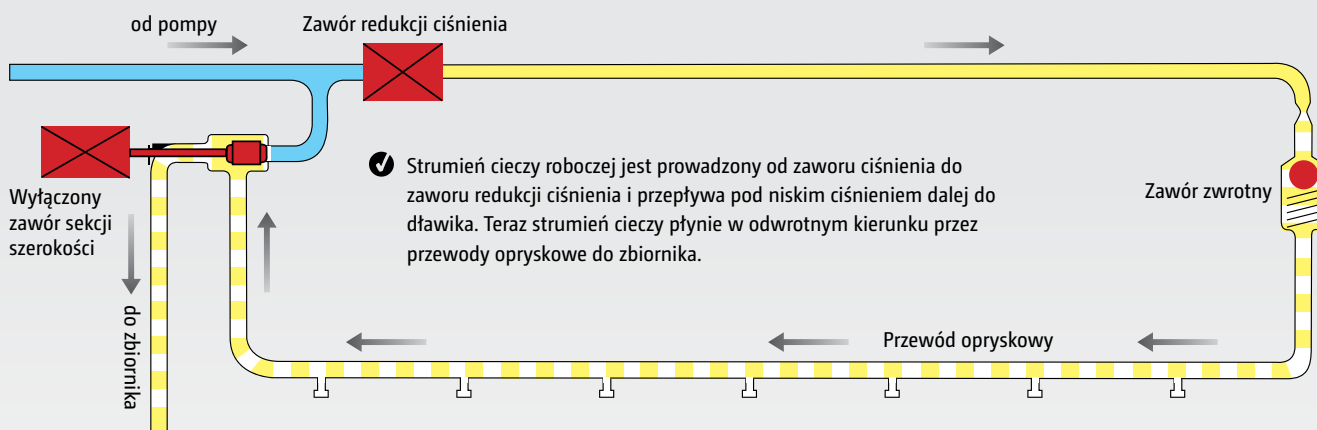 od pompy
Zawór redukcji ciśnienia
Wyłączony
zawór sekcji
szerokości
Strumień cieczy roboczej jest prowadzony od zaworu ciśnienia do
zaworu redukcji ciśnienia i przepływa pod niskim ciśnieniem dalej do
dławika. Teraz strumień cieczy płynie w odwrotnym kierunku przez
przewody opryskowe do zbiornika.
Zawór zwrotny
do zbiornika
Przewód opryskowy